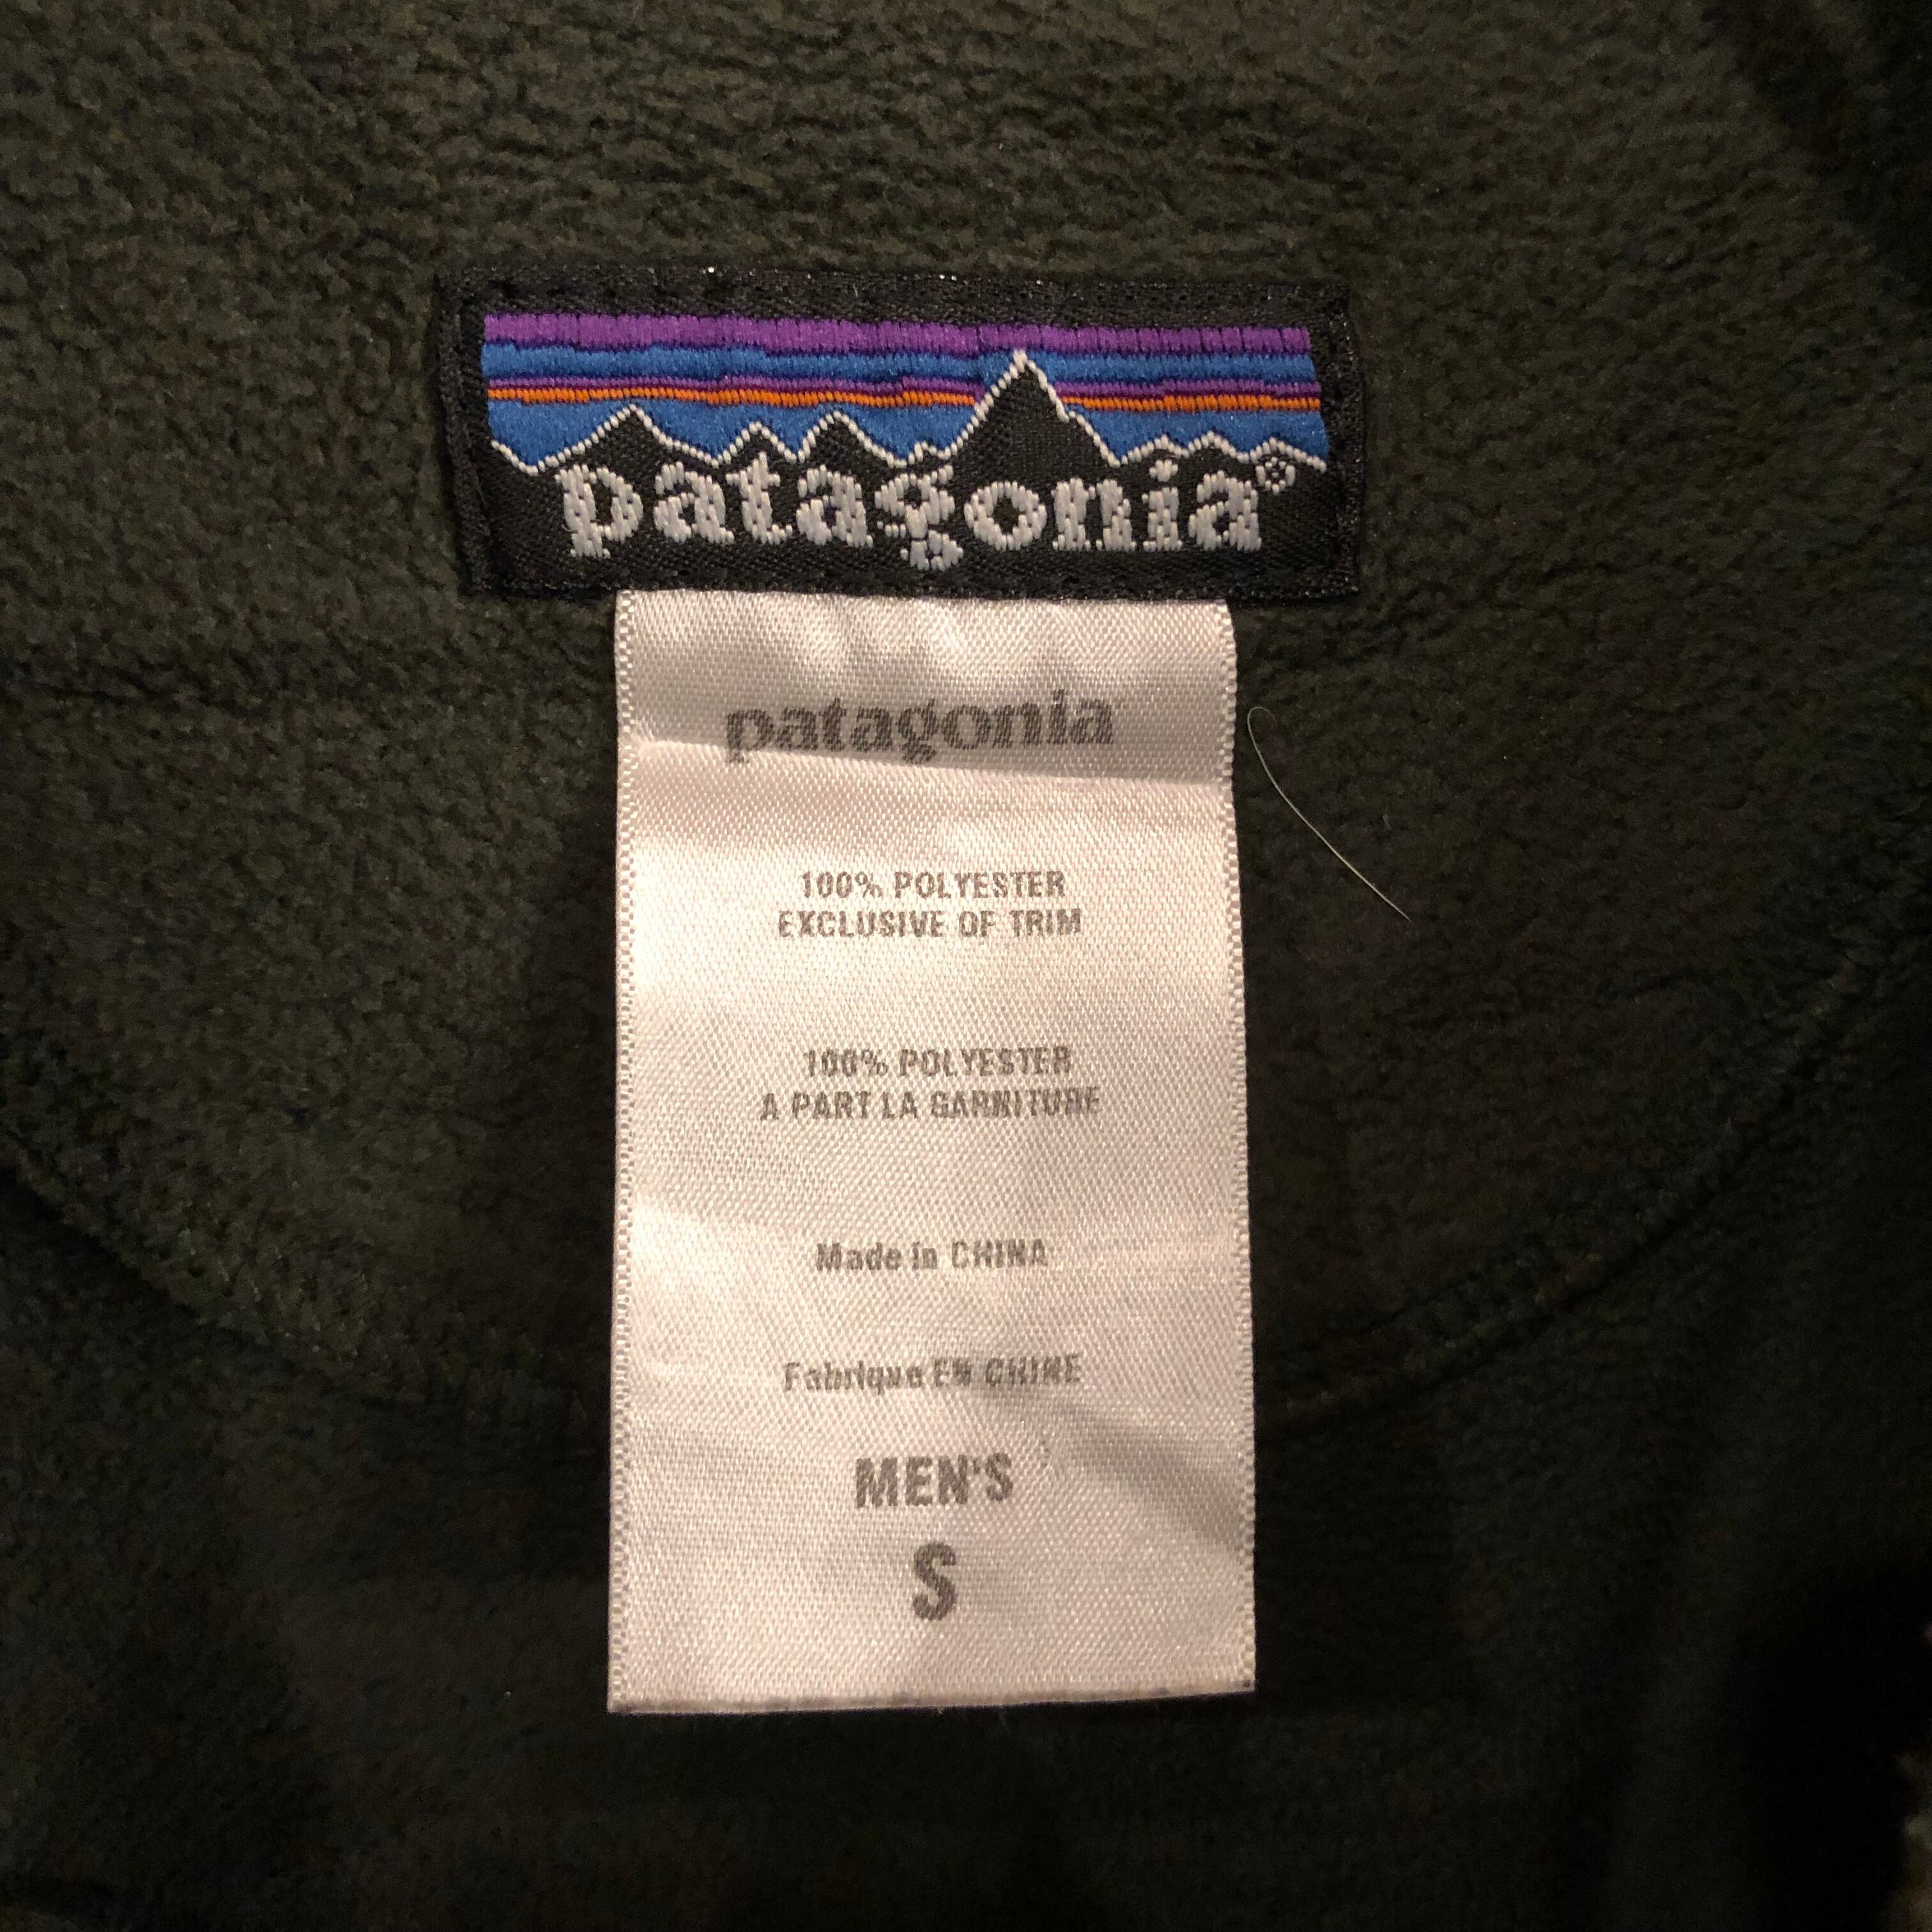 patagonia®
patagonia
100% POLYESTER
EXCLUSIVE OF TRIM
100% POLYESTER
A PART LA GARNITURE
Made in CHINA
Fabrique EN CHINE
MEN'S
S